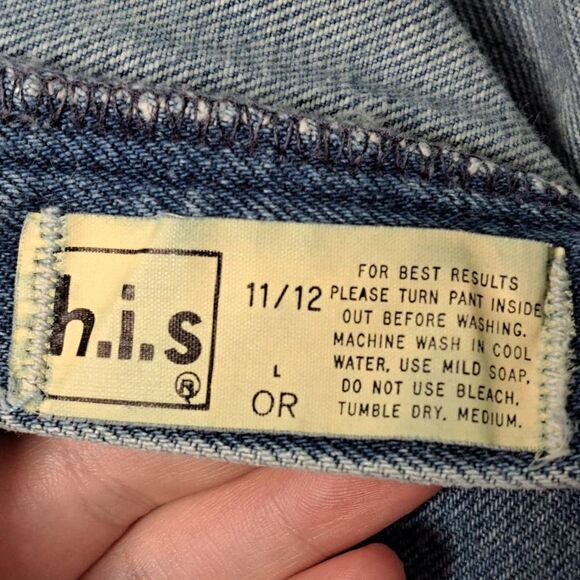 h.i.s
®
11/12
L
OR
FOR BEST RESULTS
PLEASE TURN PANT INSIDE
OUT BEFORE WASHING.
MACHINE WASH IN COOL
WATER, USE MILD SOAP,
DO NOT USE BLEACH,
TUMBLE DRY, MEDIUM.